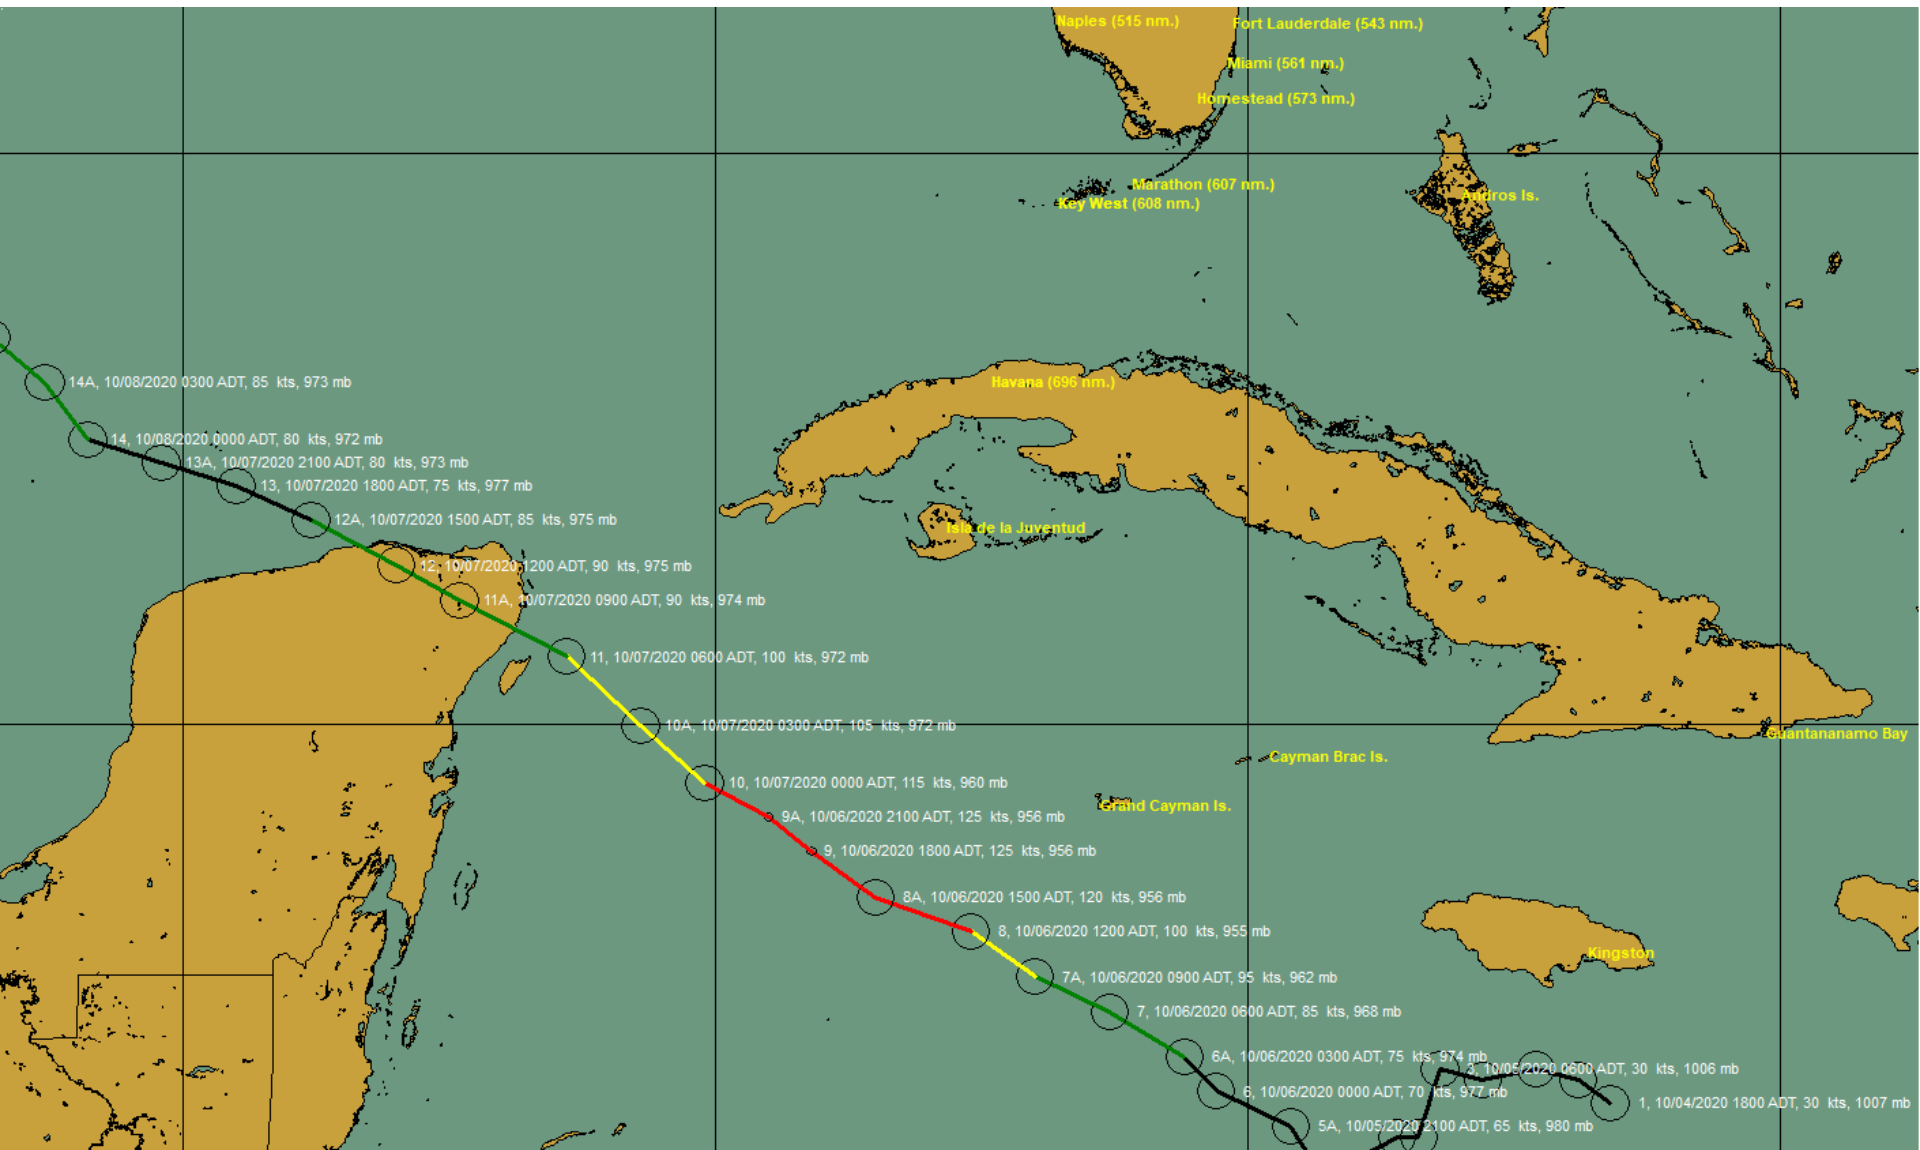 Naples (515 nm.)
Fort Lauderdale (543 nm.)
Miami (561 nm.)
Homestead (573 nm.)
Marathon (607 nm.)
Key West (608 nm.)
Andros Is.
Havana (696 nm.)
14A, 10/08/2020 0300 ADT, 85 kts, 973 mb
14, 10/08/2020 0000 ADT, 80 kts, 972 mb
13A, 10/07/2020 2100 ADT, 80 kts, 973 mb
13, 10/07/2020 1800 ADT, 75 kts, 977 mb
12A, 10/07/2020 1500 ADT, 85 kts, 975 mb
Isla de la Juventud
12, 10/07/2020 1200 ADT, 90 kts, 975 mb
11A, 10/07/2020 0900 ADT, 90 kts, 974 mb
11, 10/07/2020 0600 ADT, 100 kts, 972 mb
10A, 10/07/2020 0300 ADT, 105 kts, 972 mb
Guantananamo Bay
Cayman Brac Is.
10, 10/07/2020 0000 ADT, 115 kts, 960 mb
Grand Cayman Is.
9A, 10/06/2020 2100 ADT, 125 kts, 956 mb
9, 10/06/2020 1800 ADT, 125 kts, 956 mb
8A, 10/06/2020 1500 ADT, 120 kts, 956 mb
8, 10/06/2020 1200 ADT, 100 kts, 955 mb
Kingston
7A, 10/06/2020 0900 ADT, 95 kts, 962 mb
7, 10/06/2020 0600 ADT, 85 kts, 968 mb
6A, 10/06/2020 0300 ADT, 75 kts, 974 mb
3, 10/05/2020 0600 ADT, 30 kts, 1006 mb
6, 10/06/2020 0000 ADT, 70 kts, 977 mb
1, 10/04/2020 1800 ADT, 30 kts, 1007 mb
5A, 10/05/2020 2100 ADT, 65 kts, 980 mb